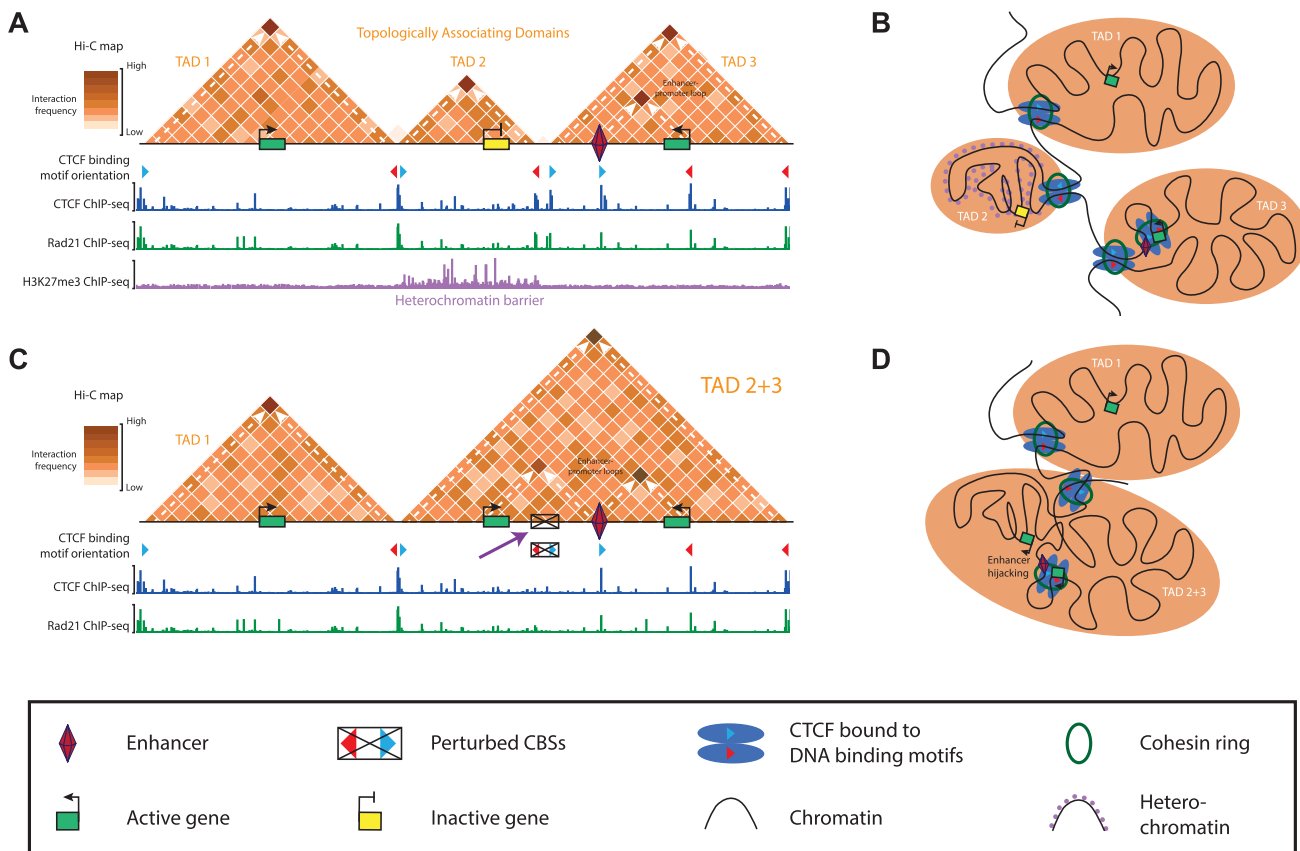 A
Hi-C map
High
Interaction
frequency
Low
Topologically Associating Domains
TAD 1
TAD 2
TAD 3
Enhancer-
promoter loop
CTCF binding
motif orientation
CTCF ChIP-seq
Rad21 ChIP-seq
H3K27me3 ChIP-seq
Heterochromatin barrier
B
TAD 1
TAD 2
TAD 3
C
Hi-C map
High
Interaction
frequency
Low
TAD 1
TAD 2+3
Enhancer-
promoter loops
CTCF binding
motif orientation
CTCF ChIP-seq
Rad21 ChIP-seq
D
TAD 1
Enhancer
hijacking
TAD 2+3
Enhancer
Perturbed CBSs
CTCF bound to
DNA binding motifs
Cohesin ring
Active gene
Inactive gene
Chromatin
Hetero-
chromatin